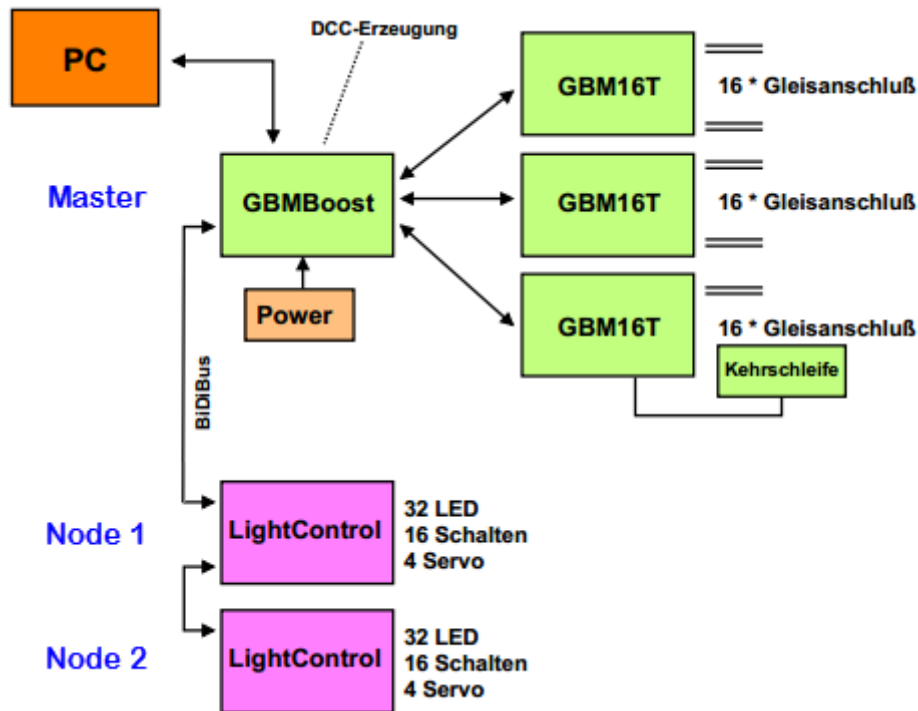 DCC-Erzeugung
PC
GBM16T
16 * Gleisanschluß
Master
GBMBoost
GBM16T
16 * Gleisanschluß
Power
GBM16T
16 * Gleisanschluß
Kehrschleife
BiDiBus
Node 1
LightControl
32 LED
16 Schalten
4 Servo
Node 2
LightControl
32 LED
16 Schalten
4 Servo